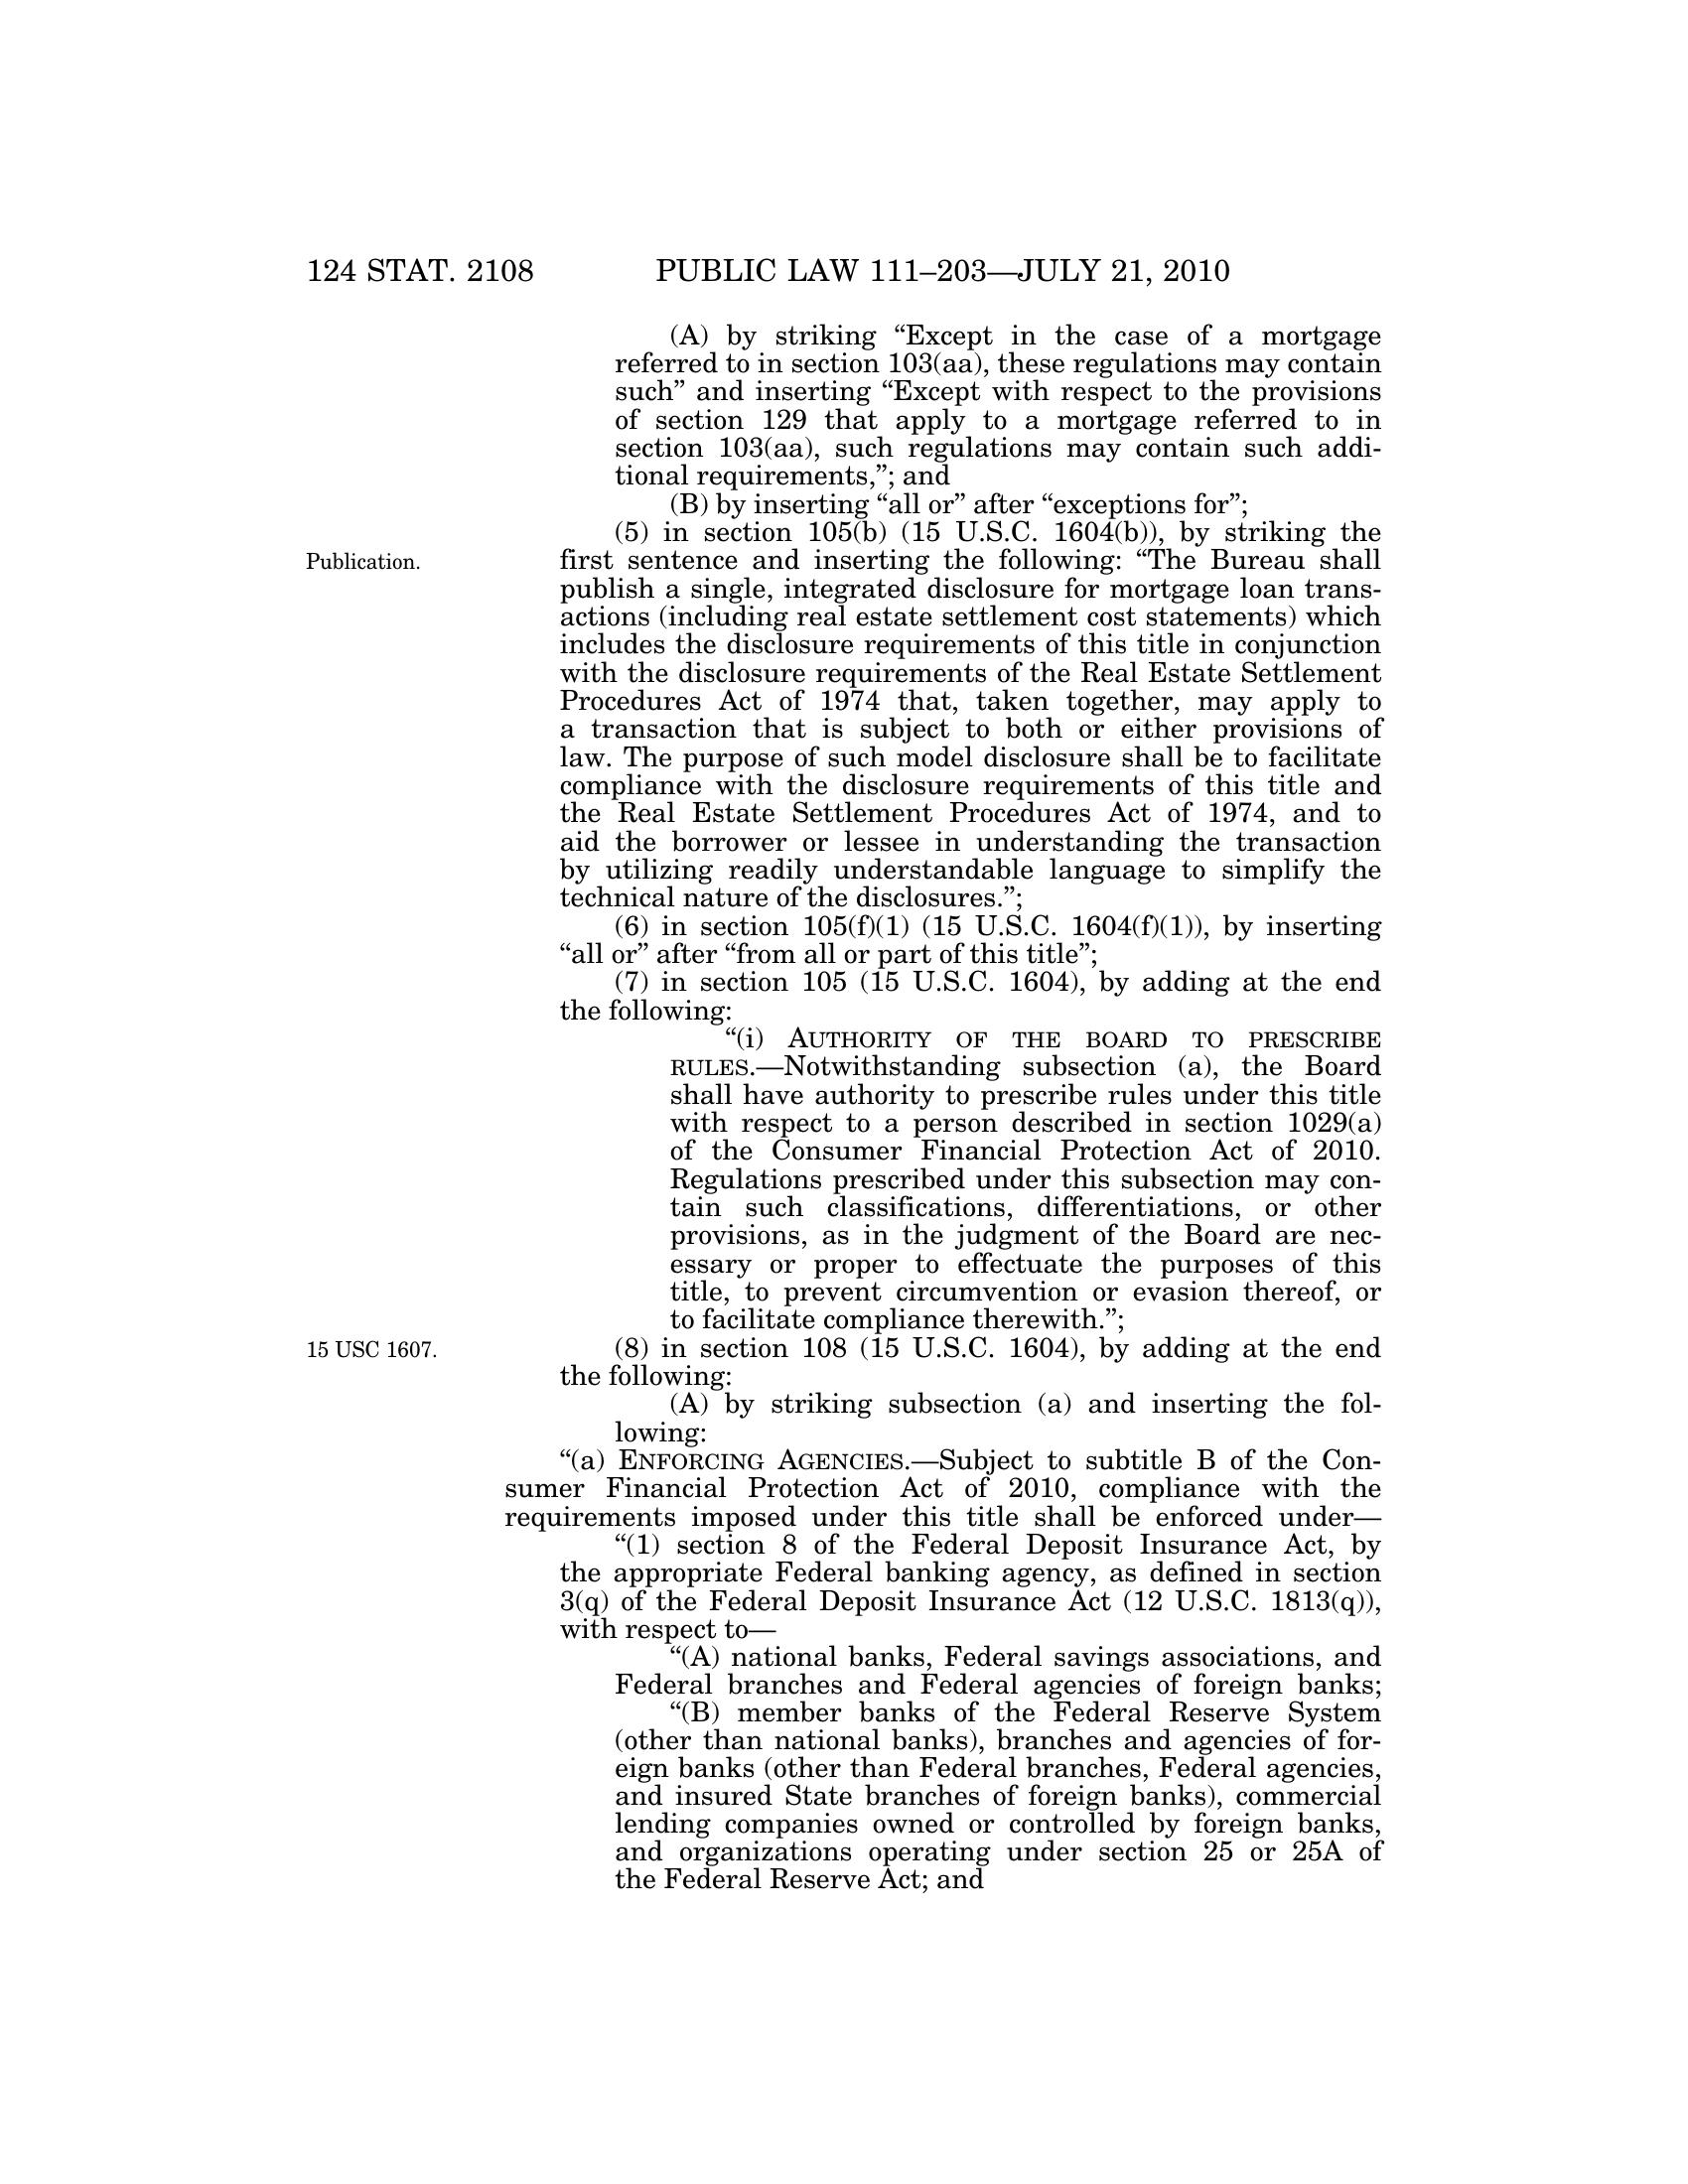 124 STAT. 2108 PUBLIC LAW 111–203—JULY 21, 2010
(A) by striking “Except in the case of a mortgage
referred to in section 103(aa), these regulations may contain
such” and inserting “Except with respect to the provisions
of section 129 that apply to a mortgage referred to in
section 103(aa), such regulations may contain such addi-
tional requirements,”; and
(B) by inserting “all or” after “exceptions for”;
(5) in section 105(b) (15 U.S.C. 1604(b)), by striking the
Publication.
first sentence and inserting the following: “The Bureau shall
publish a single, integrated disclosure for mortgage loan trans-
actions (including real estate settlement cost statements) which
includes the disclosure requirements of this title in conjunction
with the disclosure requirements of the Real Estate Settlement
Procedures Act of 1974 that, taken together, may apply to
a transaction that is subject to both or either provisions of
law. The purpose of such model disclosure shall be to facilitate
compliance with the disclosure requirements of this title and
the Real Estate Settlement Procedures Act of 1974, and to
aid the borrower or lessee in understanding the transaction
by utilizing readily understandable language to simplify the
technical nature of the disclosures.”;
(6) in section 105(f)(1) (15 U.S.C. 1604(f)(1)), by inserting
“all or” after “from all or part of this title”;
(7) in section 105 (15 U.S.C. 1604), by adding at the end
the following:
“(i) AUTHORITY OF THE BOARD TO PRESCRIBE
RULES.—Notwithstanding subsection (a), the Board
shall have authority to prescribe rules under this title
with respect to a person described in section 1029(a)
of the Consumer Financial Protection Act of 2010.
Regulations prescribed under this subsection may con-
tain such classifications, differentiations, or other
provisions, as in the judgment of the Board are nec-
essary or proper to effectuate the purposes of this
title, to prevent circumvention or evasion thereof, or
to facilitate compliance therewith.”;
15 USC 1607.
(8) in section 108 (15 U.S.C. 1604), by adding at the end
the following:
(A) by striking subsection (a) and inserting the fol-
lowing:
“(a) ENFORCING AGENCIES.—Subject to subtitle B of the Con-
sumer Financial Protection Act of 2010, compliance with the
requirements imposed under this title shall be enforced under—
“(1) section 8 of the Federal Deposit Insurance Act, by
the appropriate Federal banking agency, as defined in section
3(q) of the Federal Deposit Insurance Act (12 U.S.C. 1813(q)),
with respect to—
“(A) national banks, Federal savings associations, and
Federal branches and Federal agencies of foreign banks;
“(B) member banks of the Federal Reserve System
(other than national banks), branches and agencies of for-
eign banks (other than Federal branches, Federal agencies,
and insured State branches of foreign banks), commercial
lending companies owned or controlled by foreign banks,
and organizations operating under section 25 or 25A of
the Federal Reserve Act; and